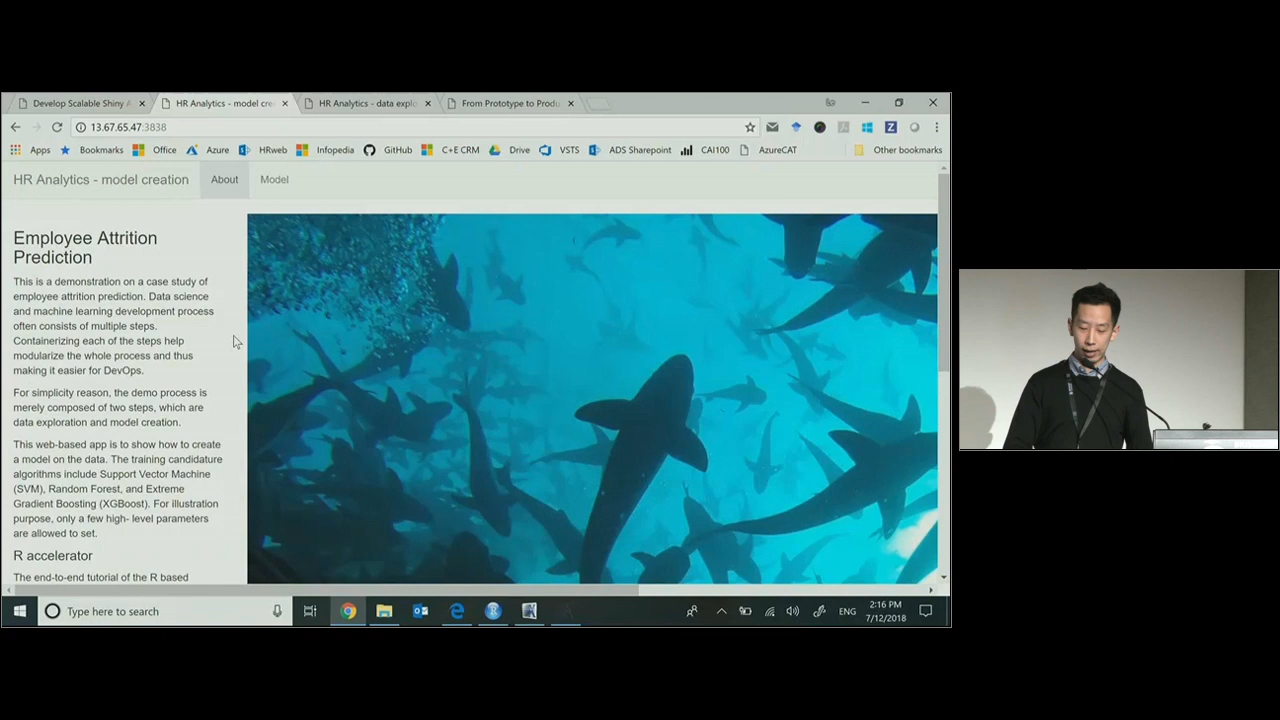 Develop Scalable Shiny A
HR Analytics - model crea
HR Analytics - data explo
From Prototype to Produ
13.67.65.47:3838
Apps
Bookmarks
Office
Azure
HRweb
Infopedia
GitHub
C+E CRM
Drive
VSTS
ADS Sharepoint
CAI100
AzureCAT
Other bookmarks
HR Analytics - model creation
About
Model
Employee Attrition
Prediction
This is a demonstration on a case study of
employee attrition prediction. Data science
and machine learning development process
often consists of multiple steps.
Containerizing each of the steps help
modularize the whole process and thus
making it easier for DevOps.
For simplicity reason, the demo process is
merely composed of two steps, which are
data exploration and model creation.
This web-based app is to show how to create
a model on the data. The training candidature
algorithms include Support Vector Machine
(SVM), Random Forest, and Extreme
Gradient Boosting (XGBoost). For illustration
purpose, only a few high- level parameters
are allowed to set.
R accelerator
The end-to-end tutorial of the R based
Type here to search
ENG
2:16 PM
7/12/2018